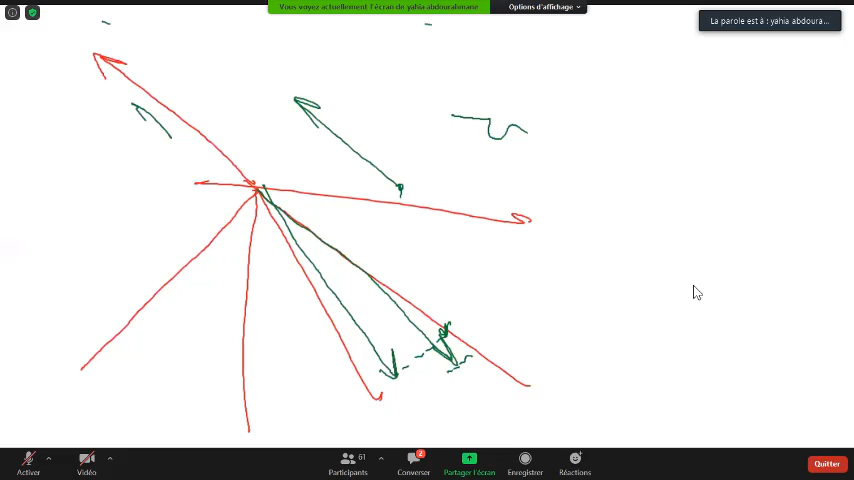 Vous voyez actuellement l'écran de yahia abdourahmane
Options d'affichage
La parole est à : yahia abdoura...
Activer
Vidéo
61
Participants
2
Converser
Partager l'écran
Enregistrer
Réactions
Quitter